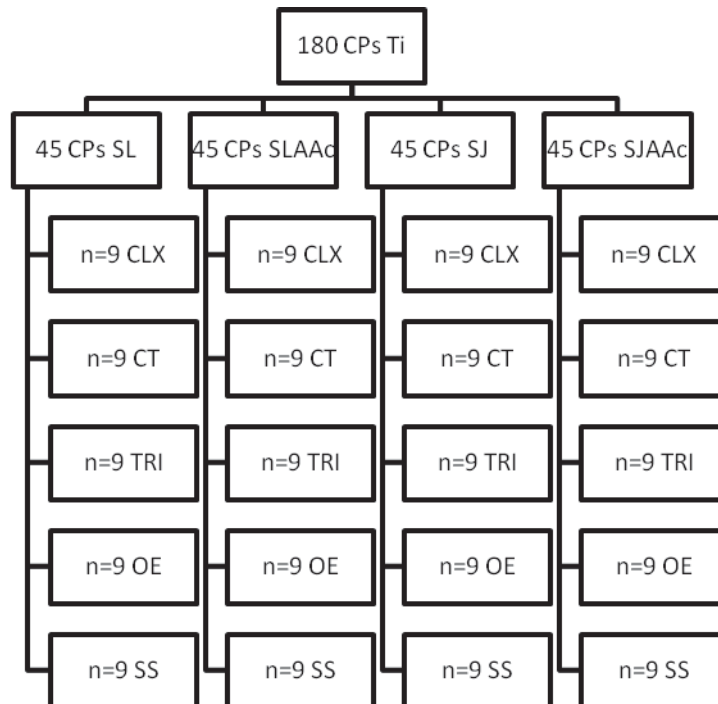 180 CPs Ti
45 CPs SL
45 CPs SLAAc
45 CPs SJ
45 CPs SJAAc
n=9 CLX
n=9 CLX
n=9 CLX
n=9 CLX
n=9 CT
n=9 CT
n=9 CT
n=9 CT
n=9 TRI
n=9 TRI
n=9 TRI
n=9 TRI
n=9 OE
n=9 OE
n=9 OE
n=9 OE
n=9 SS
n=9 SS
n=9 SS
n=9 SS